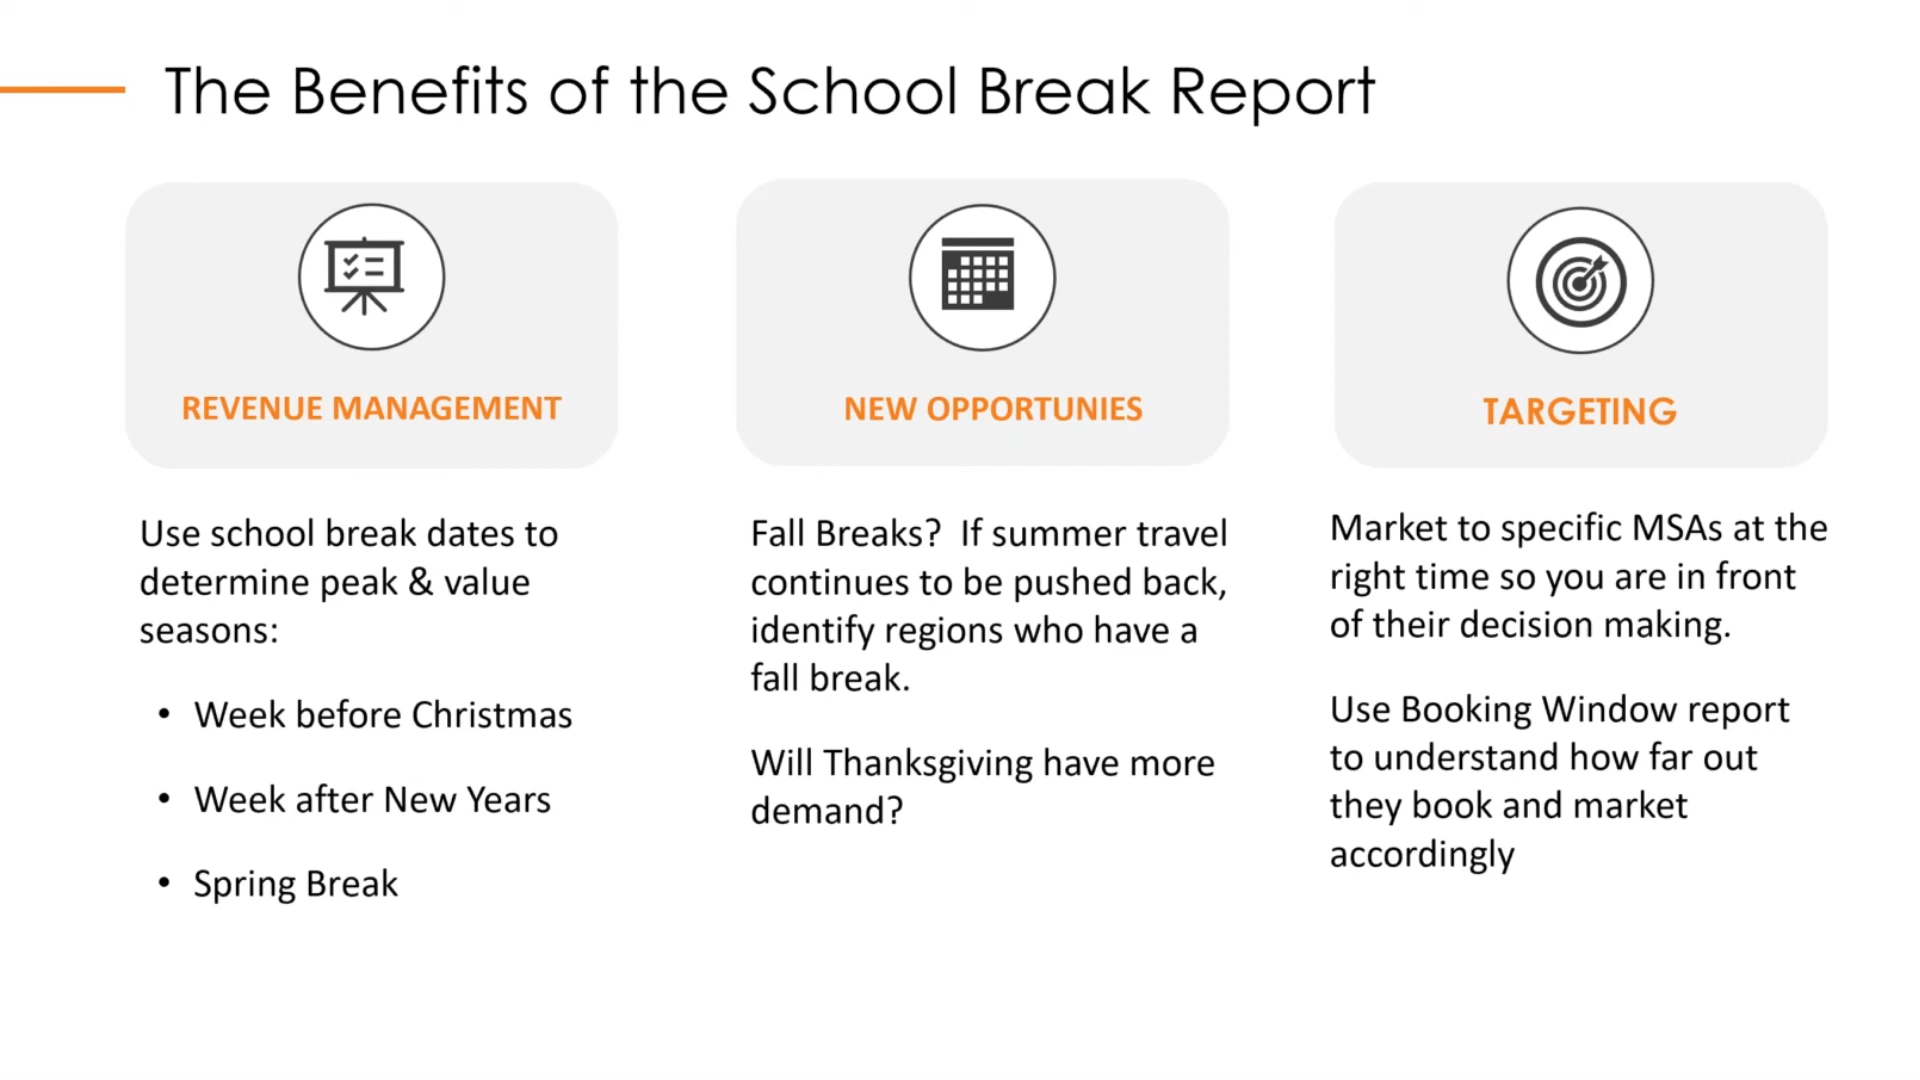 The Benefits of the School Break Report
REVENUE MANAGEMENT
Use school break dates to
determine peak & value
seasons:
• Week before Christmas
• Week after New Years
• Spring Break
NEW OPPORTUNIES
Fall Breaks?  If summer travel
continues to be pushed back,
identify regions who have a
fall break.
Will Thanksgiving have more
demand?
TARGETING
Market to specific MSAs at the
right time so you are in front
of their decision making.
Use Booking Window report
to understand how far out
they book and market
accordingly